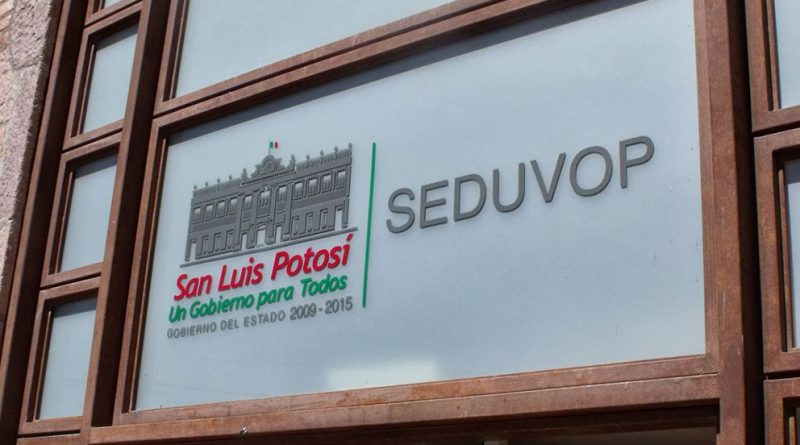 San Luis Potosí
Un Gobierno para Todos
GOBIERNO DEL ESTADO 2009 - 2015
SEDUVOP